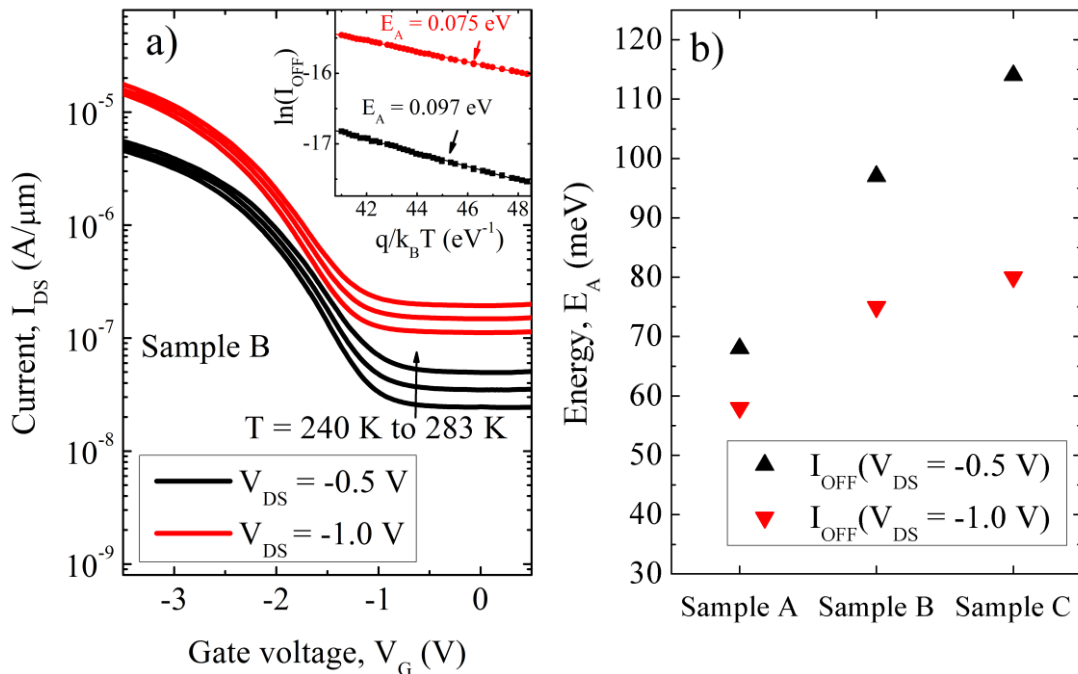 a)
E_A = 0.075 eV
E_A = 0.097 eV
ln(I_OFF)
-16
-17
42 44 46 48
q/k_BT (eV⁻¹)
Current, I_DS (A/μm)
10⁻⁵
10⁻⁶
10⁻⁷
10⁻⁸
10⁻⁹
Sample B
T = 240 K to 283 K
V_DS = -0.5 V
V_DS = -1.0 V
-3 -2 -1 0
Gate voltage, V_G (V)
b)
Energy, E_A (meV)
120
110
100
90
80
70
60
50
40
30
I_OFF(V_DS = -0.5 V)
I_OFF(V_DS = -1.0 V)
Sample A Sample B Sample C